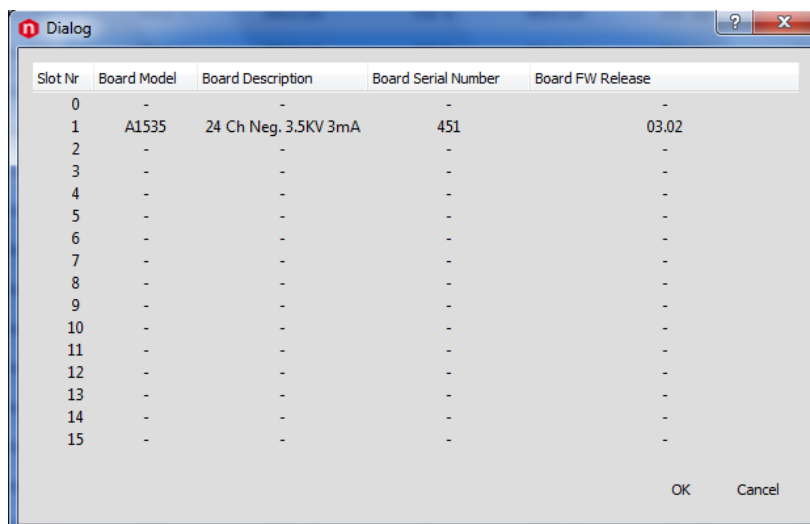 Dialog
Slot Nr Board Model Board Description Board Serial Number Board FW Release
0 - - - -
1 A1535 24 Ch Neg. 3.5KV 3mA 451 03.02
2 - - - -
3 - - - -
4 - - - -
5 - - - -
6 - - - -
7 - - - -
8 - - - -
9 - - - -
10 - - - -
11 - - - -
12 - - - -
13 - - - -
14 - - - -
15 - - - -
OK Cancel